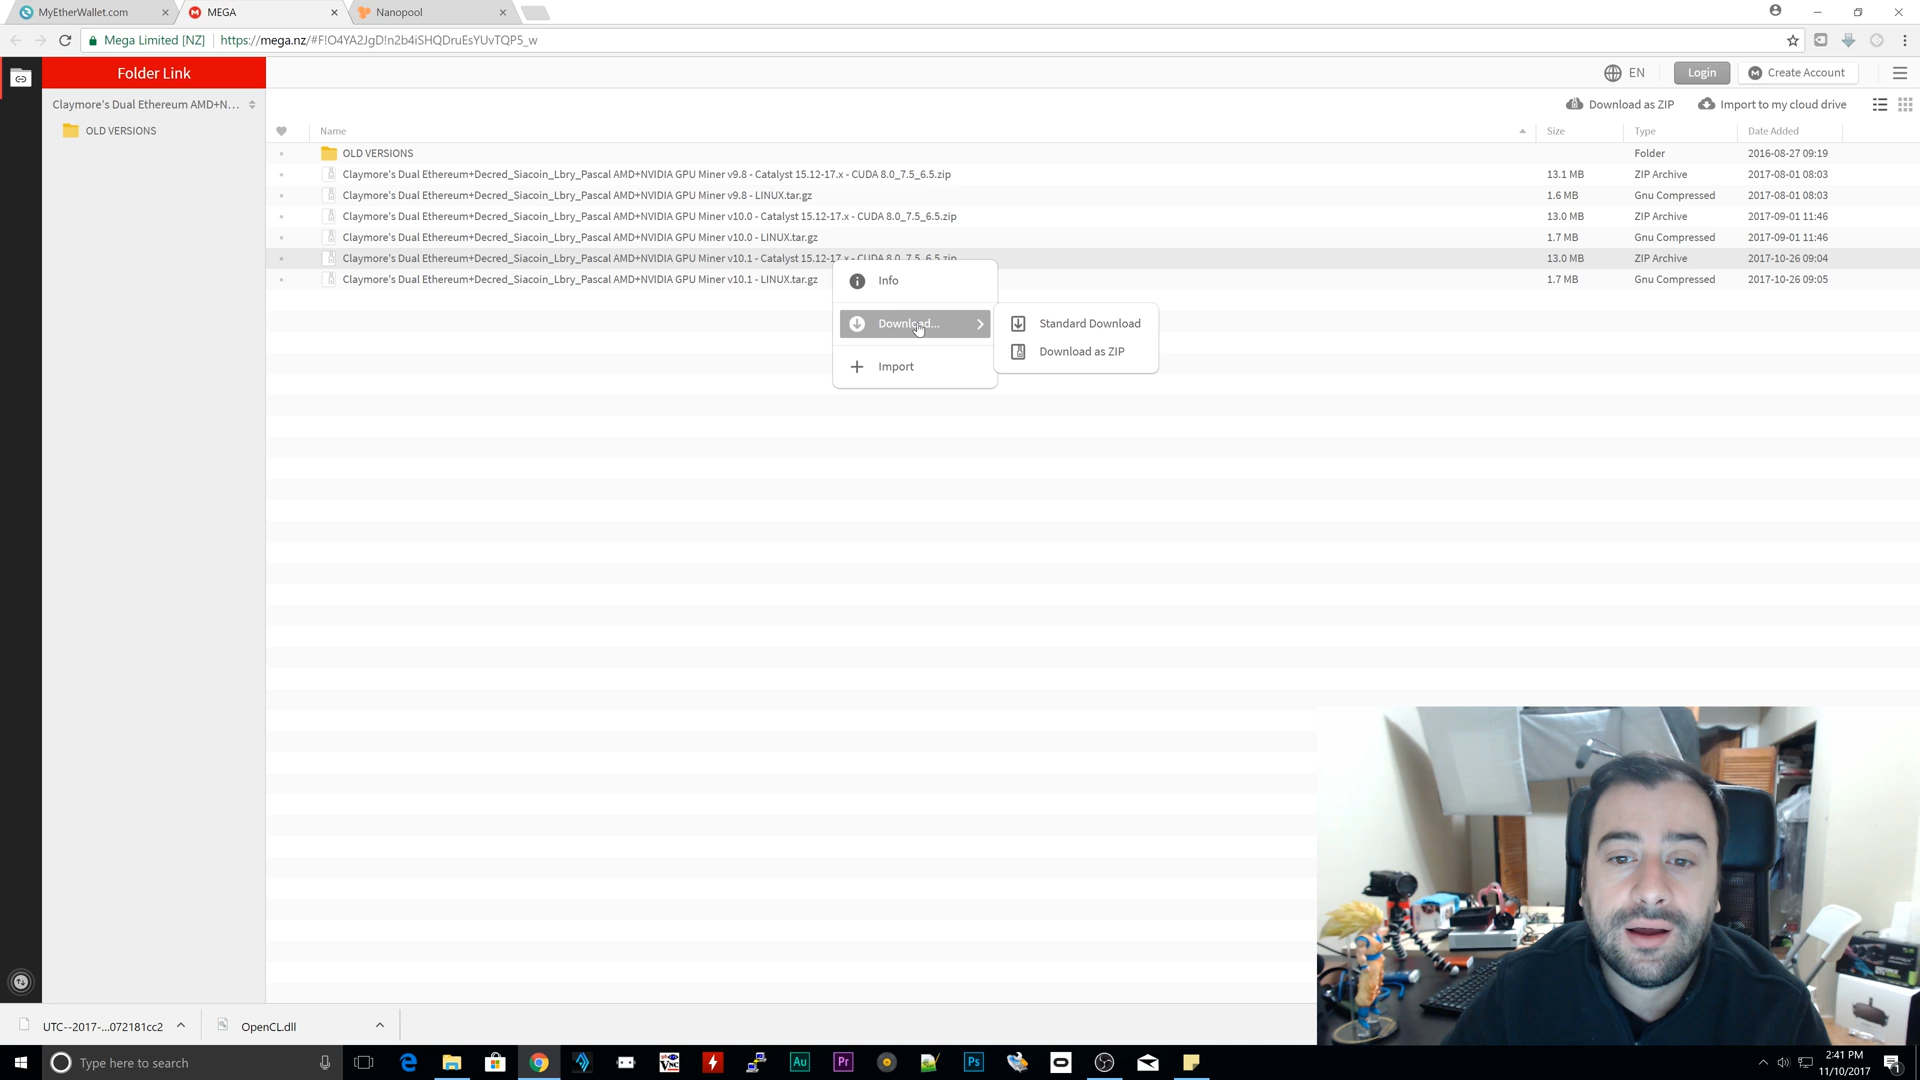 MyEtherWallet.com
MEGA
Nanopool
Mega Limited [NZ]
https://mega.nz/#F!O4YA2JgD!n2b4iSHQDruEsYUvTQP5_w
Folder Link
EN
Login
Create Account
Claymore's Dual Ethereum AMD+N...
Download as ZIP
Import to my cloud drive
OLD VERSIONS
Name
Size
Type
Date Added
OLD VERSIONS
Folder
2016-08-27 09:19
Claymore's Dual Ethereum+Decred_Siacoin_Lbry_Pascal AMD+NVIDIA GPU Miner v9.8 - Catalyst 15.12-17.x - CUDA 8.0_7.5_6.5.zip
13.1 MB
ZIP Archive
2017-08-01 08:03
Claymore's Dual Ethereum+Decred_Siacoin_Lbry_Pascal AMD+NVIDIA GPU Miner v9.8 - LINUX.tar.gz
1.6 MB
Gnu Compressed
2017-08-01 08:03
Claymore's Dual Ethereum+Decred_Siacoin_Lbry_Pascal AMD+NVIDIA GPU Miner v10.0 - Catalyst 15.12-17.x - CUDA 8.0_7.5_6.5.zip
13.0 MB
ZIP Archive
2017-09-01 11:46
Claymore's Dual Ethereum+Decred_Siacoin_Lbry_Pascal AMD+NVIDIA GPU Miner v10.0 - LINUX.tar.gz
1.7 MB
Gnu Compressed
2017-09-01 11:46
Claymore's Dual Ethereum+Decred_Siacoin_Lbry_Pascal AMD+NVIDIA GPU Miner v10.1 - Catalyst 15.12-17.x - CUDA 8.0_7.5_6.5.zip
13.0 MB
ZIP Archive
2017-10-26 09:04
Claymore's Dual Ethereum+Decred_Siacoin_Lbry_Pascal AMD+NVIDIA GPU Miner v10.1 - LINUX.tar.gz
1.7 MB
Gnu Compressed
2017-10-26 09:05
Info
Download...
Standard Download
Download as ZIP
Import
UTC--2017-...072181cc2
OpenCL.dll
Type here to search
Au
Pr
Ps
2:41 PM
11/10/2017